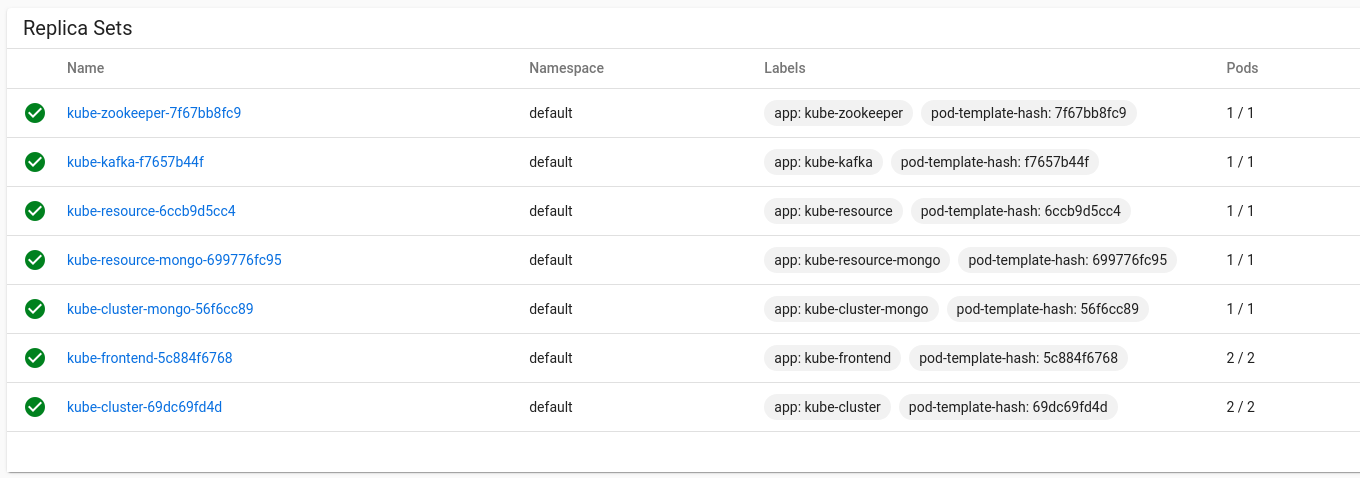 Replica Sets
Name Namespace Labels Pods
kube-zookeeper-7f67bb8fc9 default app: kube-zookeeper pod-template-hash: 7f67bb8fc9 1 / 1
kube-kafka-f7657b44f default app: kube-kafka pod-template-hash: f7657b44f 1 / 1
kube-resource-6ccb9d5cc4 default app: kube-resource pod-template-hash: 6ccb9d5cc4 1 / 1
kube-resource-mongo-699776fc95 default app: kube-resource-mongo pod-template-hash: 699776fc95 1 / 1
kube-cluster-mongo-56f6cc89 default app: kube-cluster-mongo pod-template-hash: 56f6cc89 1 / 1
kube-frontend-5c884f6768 default app: kube-frontend pod-template-hash: 5c884f6768 2 / 2
kube-cluster-69dc69fd4d default app: kube-cluster pod-template-hash: 69dc69fd4d 2 / 2